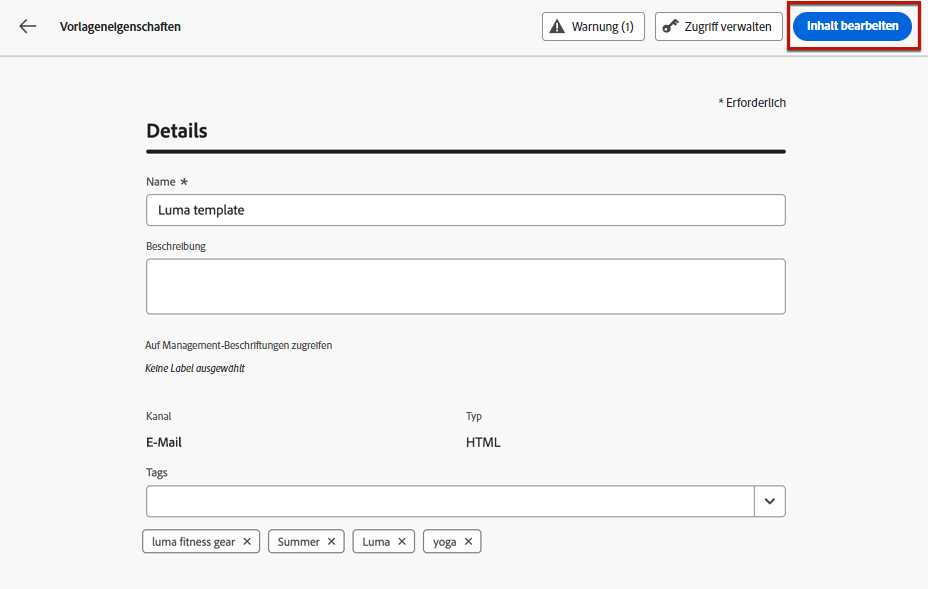 Vorlageneigenschaften
Warnung (1)
Zugriff verwalten
Inhalt bearbeiten
* Erforderlich
Details
Name *
Luma template
Beschreibung
Auf Management-Beschriftungen zugreifen
Keine Label ausgewählt
Kanal
Typ
E-Mail
HTML
Tags
luma fitness gear
Summer
Luma
yoga